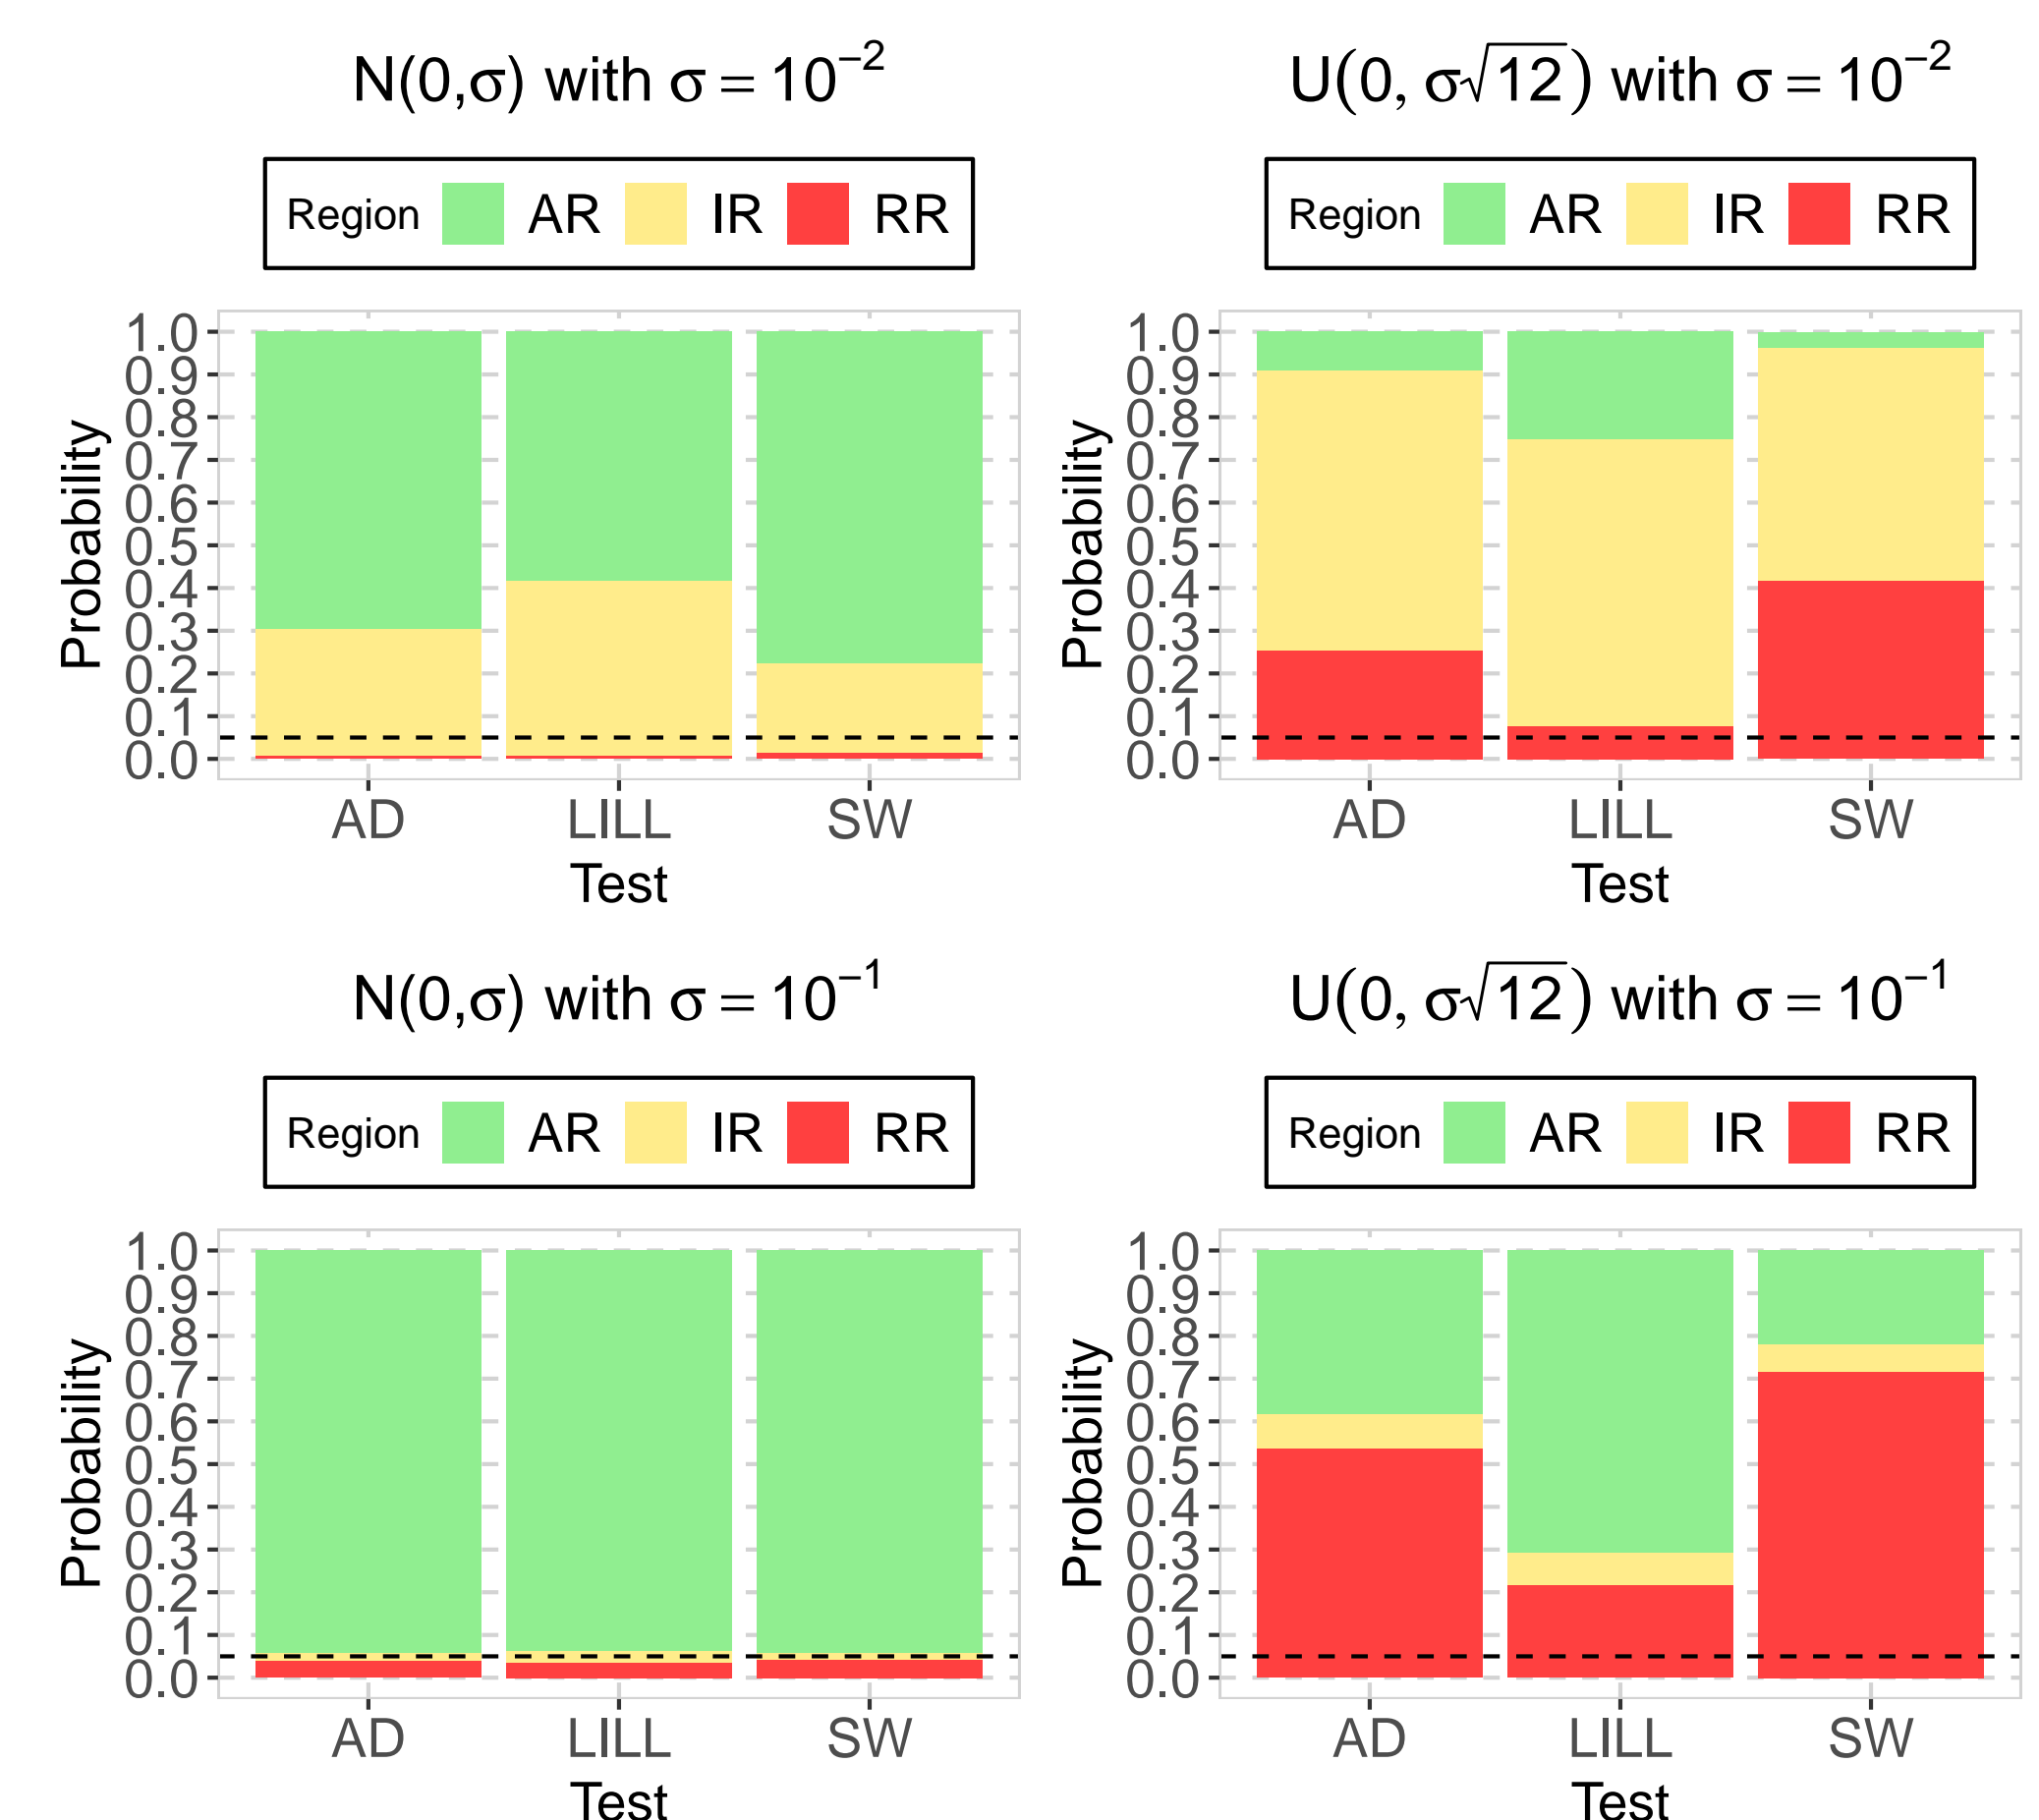 N(0,σ) with σ = 10⁻²
Region AR IR RR
1.0
0.9
0.8
0.7
0.6
0.5
0.4
0.3
0.2
0.1
0.0
Probability
AD LILL SW
Test
U(0, σ√12) with σ = 10⁻²
Region AR IR RR
1.0
0.9
0.8
0.7
0.6
0.5
0.4
0.3
0.2
0.1
0.0
Probability
AD LILL SW
Test
N(0,σ) with σ = 10⁻¹
Region AR IR RR
1.0
0.9
0.8
0.7
0.6
0.5
0.4
0.3
0.2
0.1
0.0
Probability
AD LILL SW
Test
U(0, σ√12) with σ = 10⁻¹
Region AR IR RR
1.0
0.9
0.8
0.7
0.6
0.5
0.4
0.3
0.2
0.1
0.0
Probability
AD LILL SW
Test